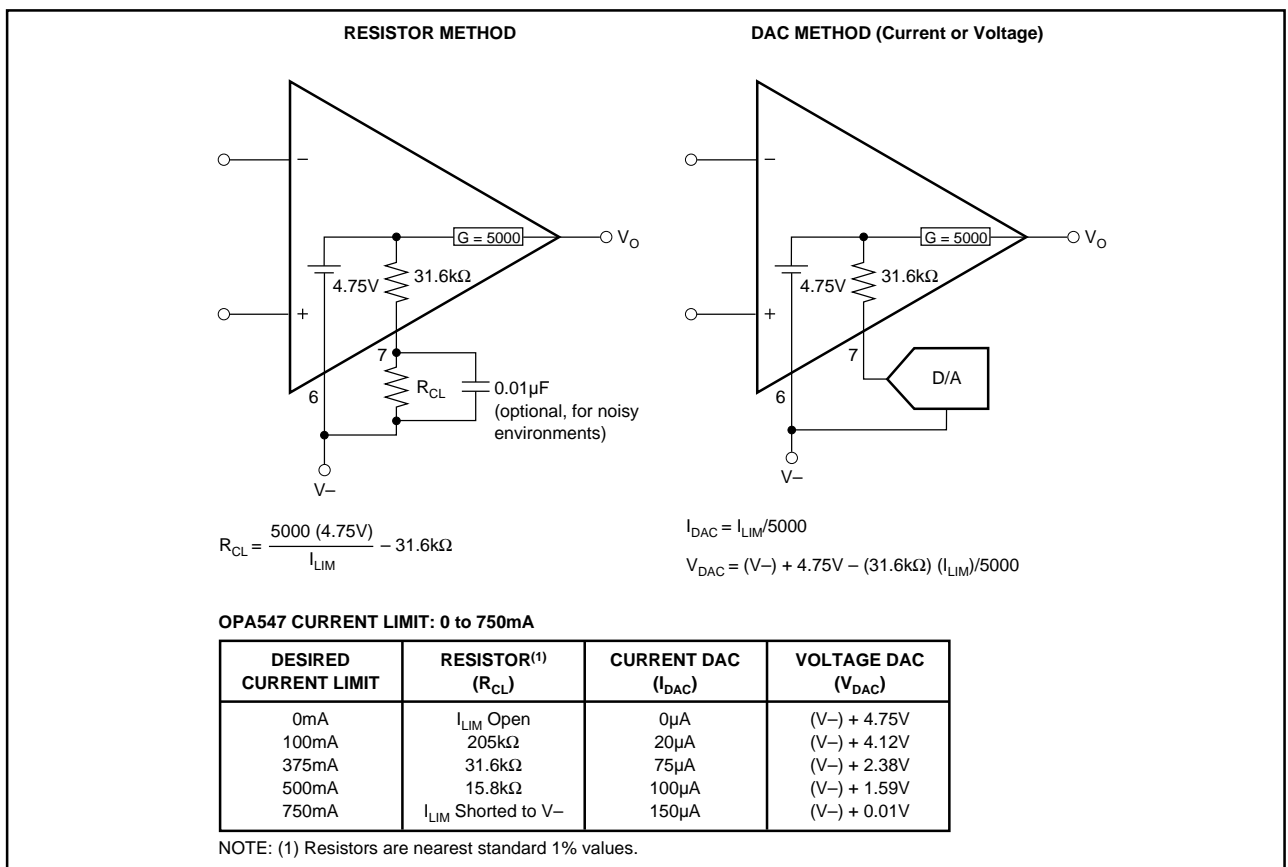 RESISTOR METHOD
DAC METHOD (Current or Voltage)
–
G = 5000
V_O
4.75V
31.6kΩ
+
7
R_CL
0.01µF
(optional, for noisy
environments)
6
V–
–
G = 5000
V_O
4.75V
31.6kΩ
+
7
D/A
6
V–
R_CL = 5000 (4.75V) / I_LIM – 31.6kΩ
I_DAC = I_LIM/5000
V_DAC = (V–) + 4.75V – (31.6kΩ) (I_LIM)/5000
OPA547 CURRENT LIMIT: 0 to 750mA
DESIRED CURRENT LIMIT | RESISTOR(1) (R_CL) | CURRENT DAC (I_DAC) | VOLTAGE DAC (V_DAC)
0mA | I_LIM Open | 0µA | (V–) + 4.75V
100mA | 205kΩ | 20µA | (V–) + 4.12V
375mA | 31.6kΩ | 75µA | (V–) + 2.38V
500mA | 15.8kΩ | 100µA | (V–) + 1.59V
750mA | I_LIM Shorted to V– | 150µA | (V–) + 0.01V
NOTE: (1) Resistors are nearest standard 1% values.